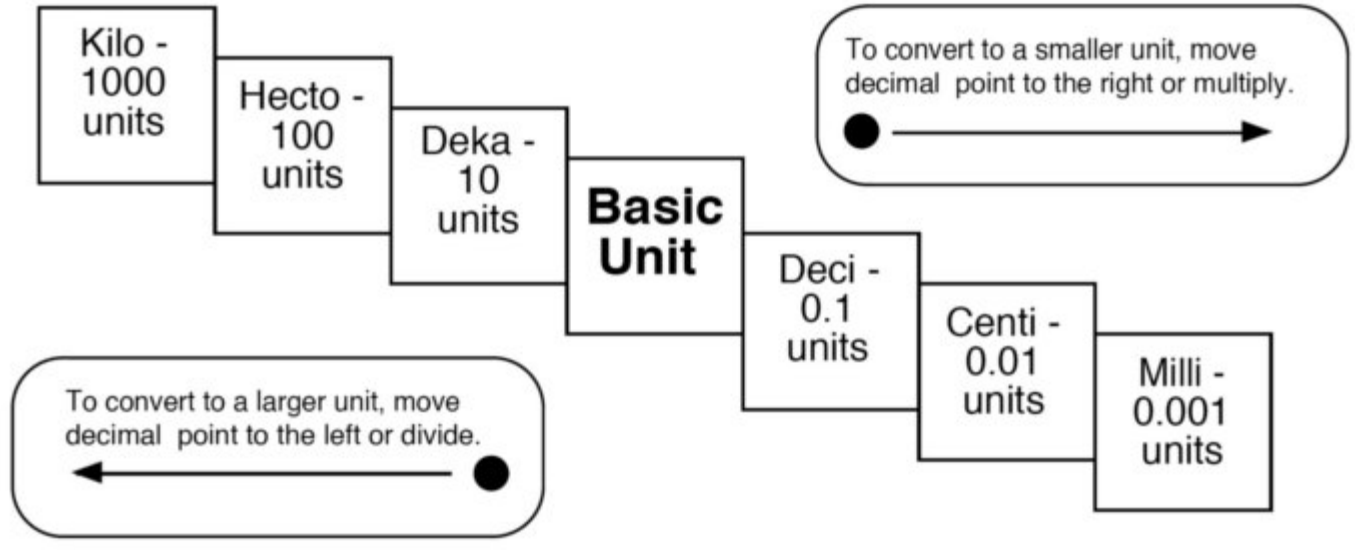 Kilo -
1000
units
Hecto -
100
units
Deka -
10
units
Basic
Unit
Deci -
0.1
units
Centi -
0.01
units
Milli -
0.001
units
To convert to a smaller unit, move
decimal point to the right or multiply.
To convert to a larger unit, move
decimal point to the left or divide.